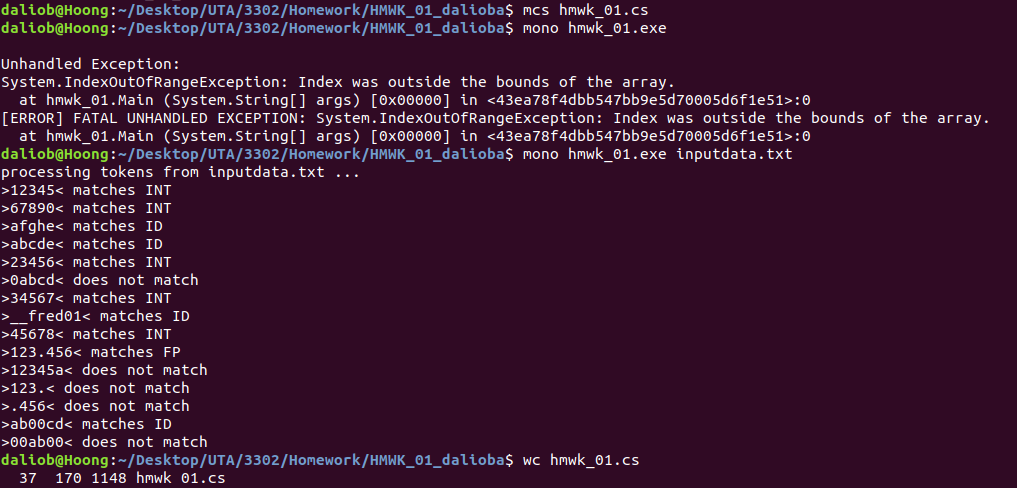 daliob@Hoong:~/Desktop/UTA/3302/Homework/HMWK_01_dalioba$ mcs hmwk_01.cs
daliob@Hoong:~/Desktop/UTA/3302/Homework/HMWK_01_dalioba$ mono hmwk_01.exe
Unhandled Exception:
System.IndexOutOfRangeException: Index was outside the bounds of the array.
  at hmwk_01.Main (System.String[] args) [0x00000] in <43ea78f4dbb547bb9e5d70005d6f1e51>:0
[ERROR] FATAL UNHANDLED EXCEPTION: System.IndexOutOfRangeException: Index was outside the bounds of the array.
  at hmwk_01.Main (System.String[] args) [0x00000] in <43ea78f4dbb547bb9e5d70005d6f1e51>:0
daliob@Hoong:~/Desktop/UTA/3302/Homework/HMWK_01_dalioba$ mono hmwk_01.exe inputdata.txt
processing tokens from inputdata.txt ...
>12345< matches INT
>67890< matches INT
>afghe< matches ID
>abcde< matches ID
>23456< matches INT
>0abcd< does not match
>34567< matches INT
>__fred01< matches ID
>45678< matches INT
>123.456< matches FP
>12345a< does not match
>123.< does not match
>.456< does not match
>ab00cd< matches ID
>00ab00< does not match
daliob@Hoong:~/Desktop/UTA/3302/Homework/HMWK_01_dalioba$ wc hmwk_01.cs
  37  170 1148 hmwk_01.cs